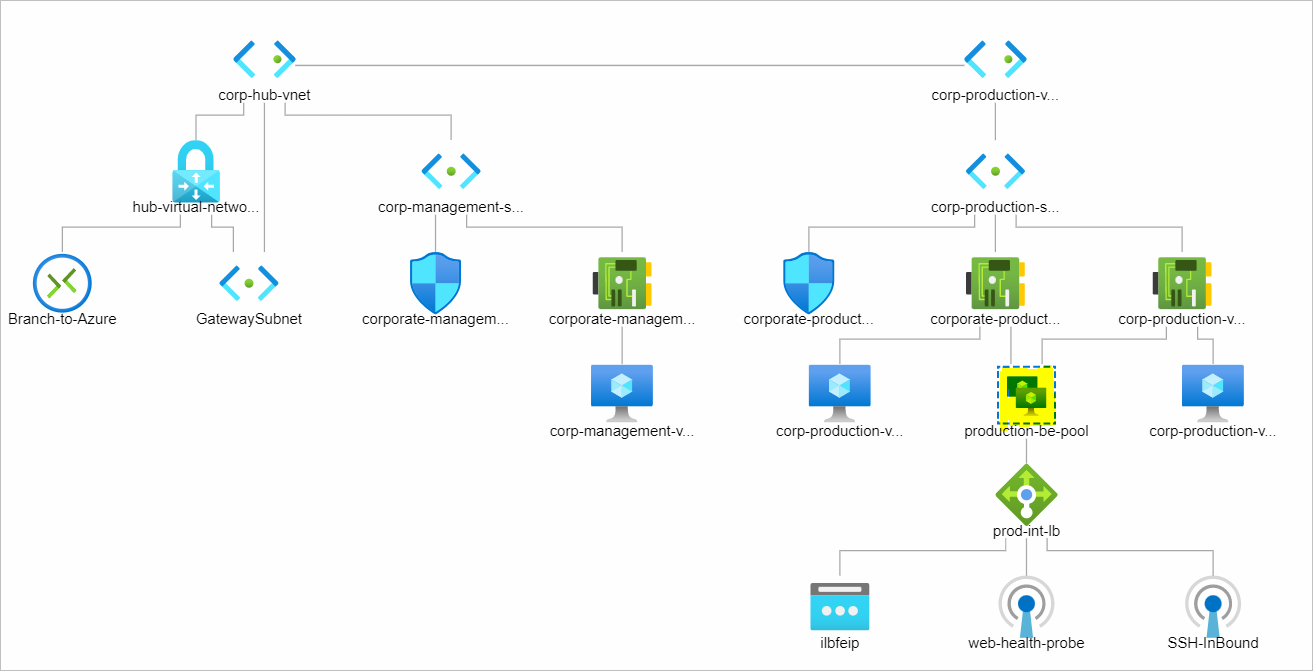 corp-hub-vnet
corp-production-v...
hub-virtual-netwo...
corp-management-s...
corp-production-s...
Branch-to-Azure
GatewaySubnet
corporate-managem...
corporate-managem...
corporate-product...
corporate-product...
corp-production-v...
corp-management-v...
corp-production-v...
production-be-pool
corp-production-v...
prod-int-lb
ilbfeip
web-health-probe
SSH-InBound